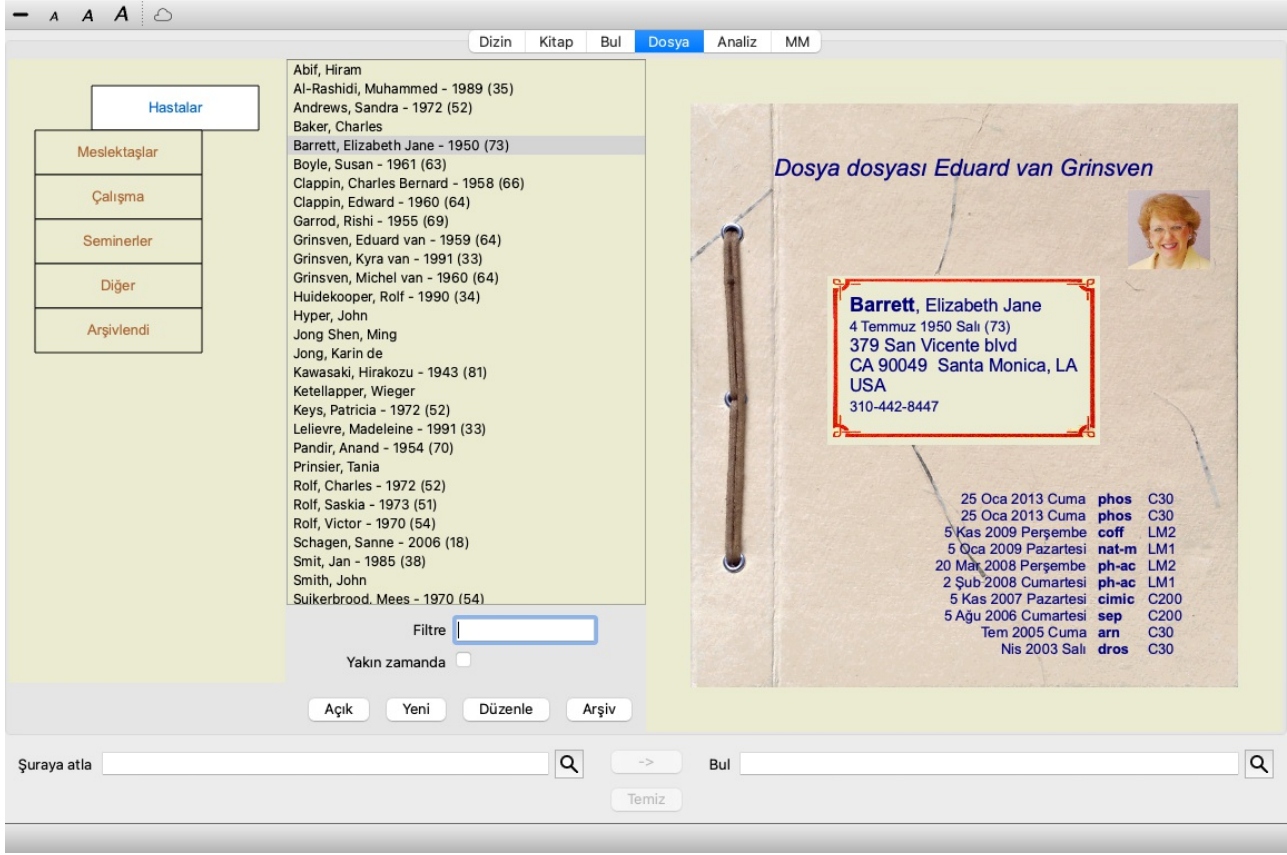 A A A
Dizin Kitap Bul Dosya Analiz MM
Hastalar
Meslektaşlar
Çalışma
Seminerler
Diğer
Arşivlendi
Abif, Hiram
Al-Rashidi, Muhammed - 1989 (35)
Andrews, Sandra - 1972 (52)
Baker, Charles
Barrett, Elizabeth Jane - 1950 (73)
Boyle, Susan - 1961 (63)
Clappin, Charles Bernard - 1958 (66)
Clappin, Edward - 1960 (64)
Garrod, Rishi - 1955 (69)
Grinsven, Eduard van - 1959 (64)
Grinsven, Kyra van - 1991 (33)
Grinsven, Michel van - 1960 (64)
Huidekooper, Rolf - 1990 (34)
Hyper, John
Jong Shen, Ming
Jong, Karin de
Kawasaki, Hirakozu - 1943 (81)
Ketellapper, Wieger
Keys, Patricia - 1972 (52)
Lelievre, Madeleine - 1991 (33)
Pandir, Anand - 1954 (70)
Prinsier, Tania
Rolf, Charles - 1972 (52)
Rolf, Saskia - 1973 (51)
Rolf, Victor - 1970 (54)
Schagen, Sanne - 2006 (18)
Smit, Jan - 1985 (38)
Smith, John
Suikerbrood, Mees - 1970 (54)
Filtre
Yakın zamanda
Açık Yeni Düzenle Arşiv
Dosya dosyası Eduard van Grinsven
Barrett, Elizabeth Jane
4 Temmuz 1950 Salı (73)
379 San Vicente blvd
CA 90049 Santa Monica, LA
USA
310-442-8447
25 Oca 2013 Cuma phos C30
25 Oca 2013 Cuma phos C30
5 Kas 2009 Perşembe coff LM2
5 Oca 2009 Pazartesi nat-m LM1
20 Mar 2008 Perşembe ph-ac LM2
2 Şub 2008 Cumartesi ph-ac LM1
5 Kas 2007 Pazartesi cimic C200
5 Ağu 2006 Cumartesi sep C200
Tem 2005 Cuma arn C30
Nis 2003 Salı dros C30
Şuraya atla -> Bul
Temiz